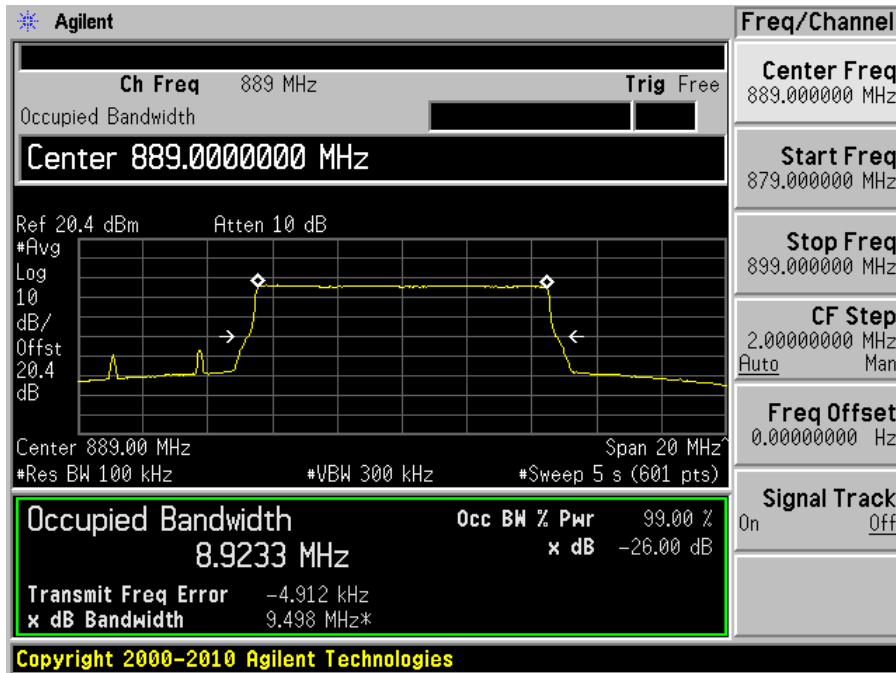 Agilent
Freq/Channel
Ch Freq 889 MHz Trig Free
Occupied Bandwidth
Center 889.0000000 MHz
Ref 20.4 dBm Atten 10 dB
#Avg
Log
10
dB/
Offst
20.4
dB
Center 889.00 MHz Span 20 MHz^
#Res BW 100 kHz #VBW 300 kHz #Sweep 5 s (601 pts)
Occupied Bandwidth Occ BW % Pwr 99.00 %
8.9233 MHz x dB -26.00 dB
Transmit Freq Error -4.912 kHz
x dB Bandwidth 9.498 MHz*
Copyright 2000-2010 Agilent Technologies
Center Freq
889.000000 MHz
Start Freq
879.000000 MHz
Stop Freq
899.000000 MHz
CF Step
2.00000000 MHz
Auto Man
Freq Offset
0.00000000 Hz
Signal Track
On Off